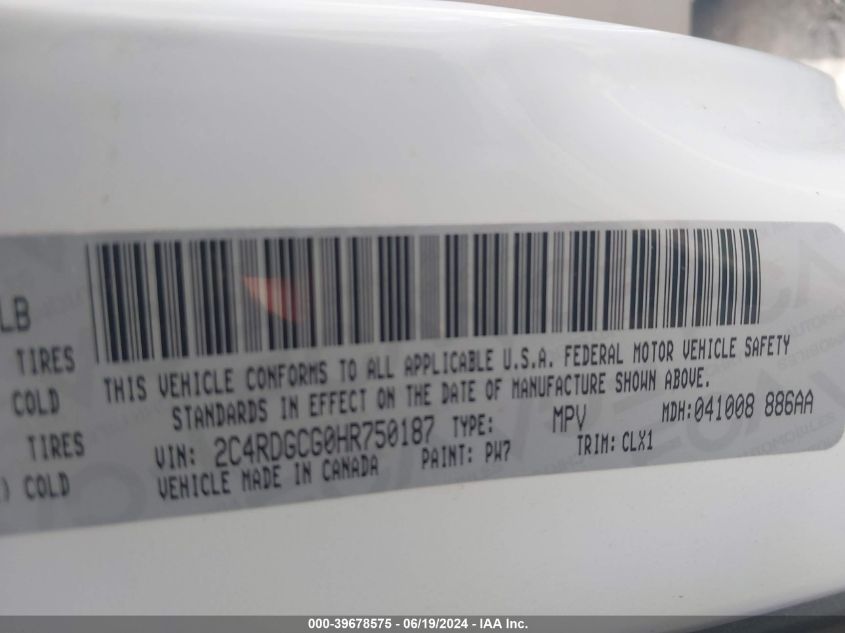 LB
TIRES
COLD
TIRES
) COLD
THIS VEHICLE CONFORMS TO ALL APPLICABLE U.S.A. FEDERAL MOTOR VEHICLE SAFETY
STANDARDS IN EFFECT ON THE DATE OF MANUFACTURE SHOWN ABOVE.
VIN: 2C4RDGCG0HR750187 TYPE: MPV MDH:041008 886AA
VEHICLE MADE IN CANADA PAINT: PW7 TRIM: CLX1
000-39678575 - 06/19/2024 - IAA Inc.